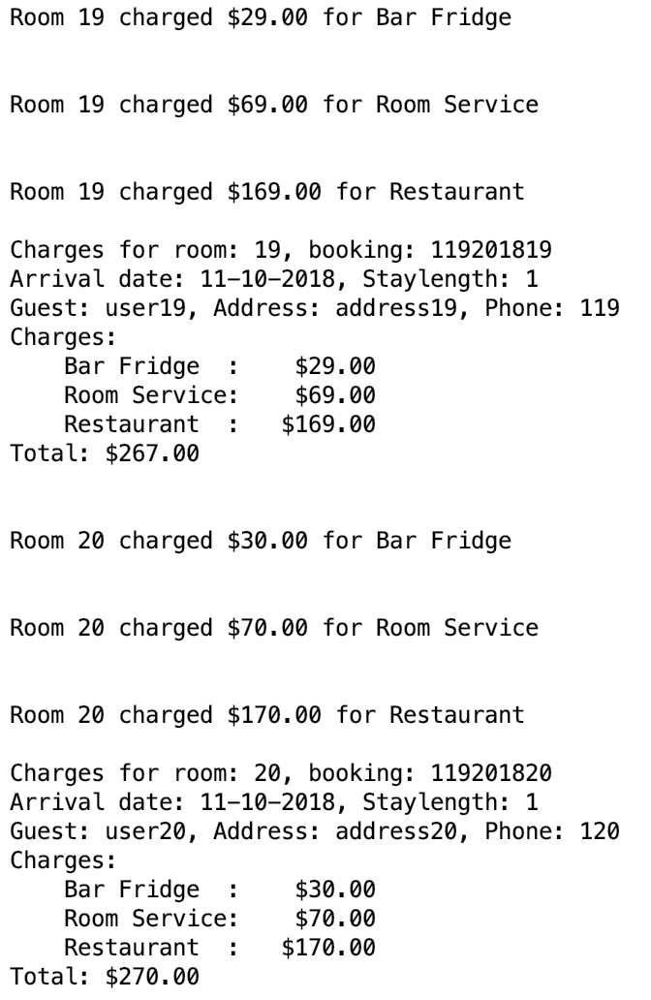 Room 19 charged $29.00 for Bar Fridge
Room 19 charged $69.00 for Room Service
Room 19 charged $169.00 for Restaurant
Charges for room: 19, booking: 119201819
Arrival date: 11-10-2018, Staylength: 1
Guest: user19, Address: address19, Phone: 119
Charges:
    Bar Fridge  :    $29.00
    Room Service:    $69.00
    Restaurant  :   $169.00
Total: $267.00
Room 20 charged $30.00 for Bar Fridge
Room 20 charged $70.00 for Room Service
Room 20 charged $170.00 for Restaurant
Charges for room: 20, booking: 119201820
Arrival date: 11-10-2018, Staylength: 1
Guest: user20, Address: address20, Phone: 120
Charges:
    Bar Fridge  :    $30.00
    Room Service:    $70.00
    Restaurant  :   $170.00
Total: $270.00